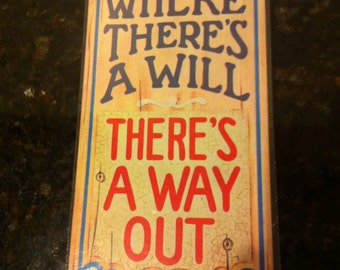 WHERE
THERE'S
A WILL
THERE'S
A WAY
OUT